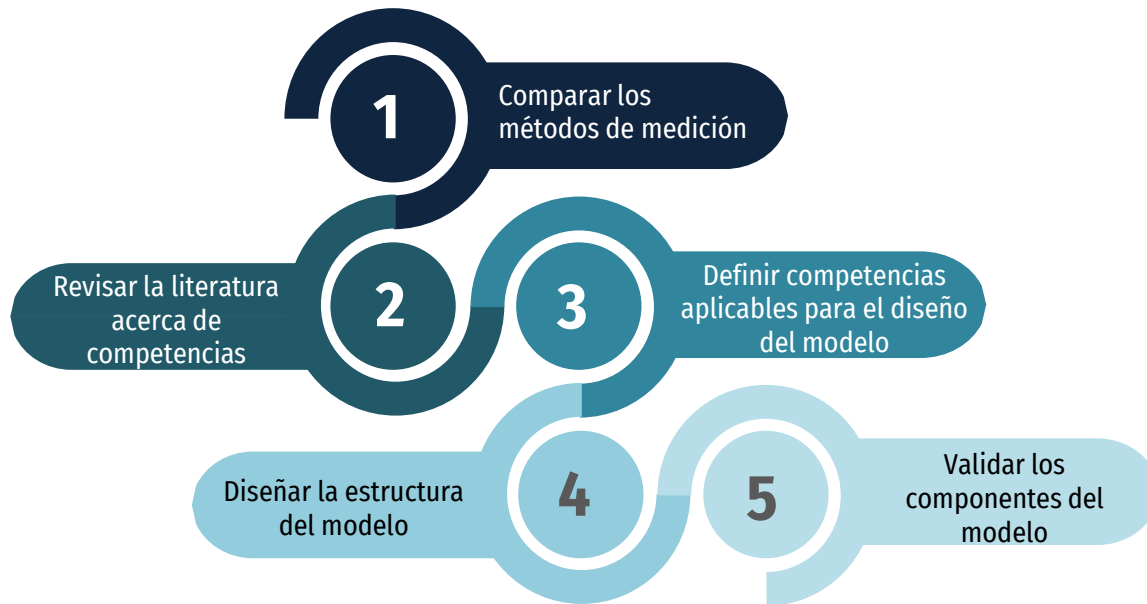 1
Comparar los
métodos de medición
2
Revisar la literatura
acerca de
competencias
3
Definir competencias
aplicables para el diseño
del modelo
4
Diseñar la estructura
del modelo
5
Validar los
componentes del
modelo